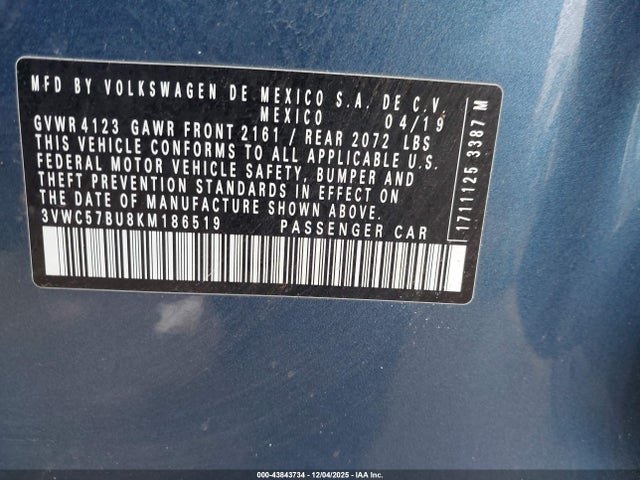 MFD BY VOLKSWAGEN DE MEXICO S.A. DE C.V.
MEXICO 04/19
GVWR 4123 GAWR FRONT 2161 / REAR 2072 LBS
THIS VEHICLE CONFORMS TO ALL APPLICABLE U.S.
FEDERAL MOTOR VEHICLE SAFETY, BUMPER AND
THEFT PREVENTION STANDARDS IN EFFECT ON
THE DATE OF MANUFACTURE SHOWN ABOVE.
3VWC57BU8KM186519 PASSENGER CAR
1711125 3387 M
000-43843734 - 12/04/2025 - IAA Inc.